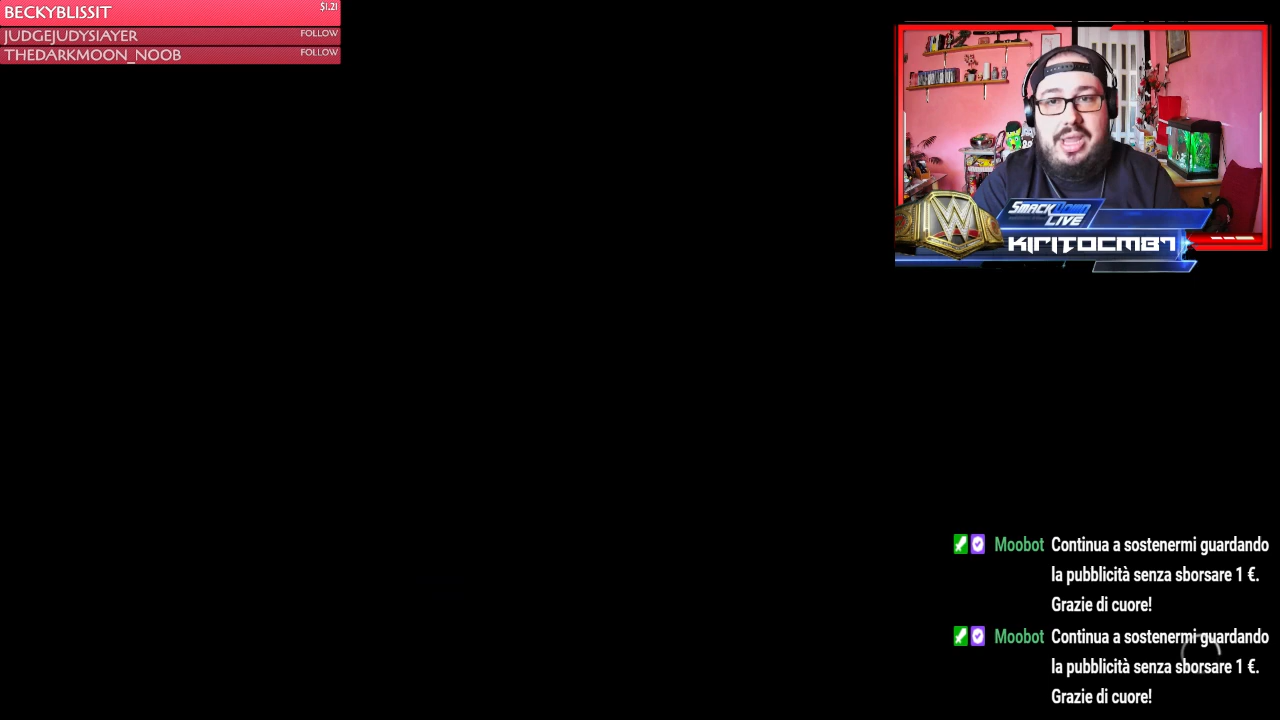 BECKYBLISSIT $1.21
JUDGEJUDYSIAYER FOLLOW
THEDARKMOON_NOOB FOLLOW
SMACKDOWN
LIVE
KIRITOCM87
Moobot Continua a sostenermi guardando
la pubblicità senza sborsare 1 €.
Grazie di cuore!
Moobot Continua a sostenermi guardando
la pubblicità senza sborsare 1 €.
Grazie di cuore!